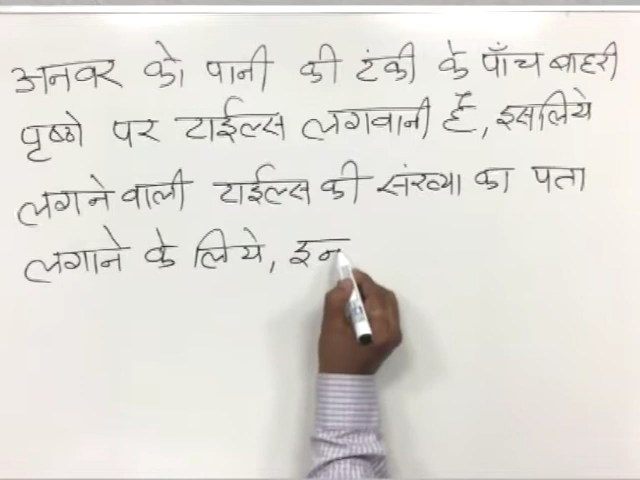 अनवर को पानी की टंकी के पाँच बाहरी
पृष्ठो पर टाईल्स लगवानी हैं, इसलिये
लगने वाली टाईल्स की संख्या का पता
लगाने के लिये, इन